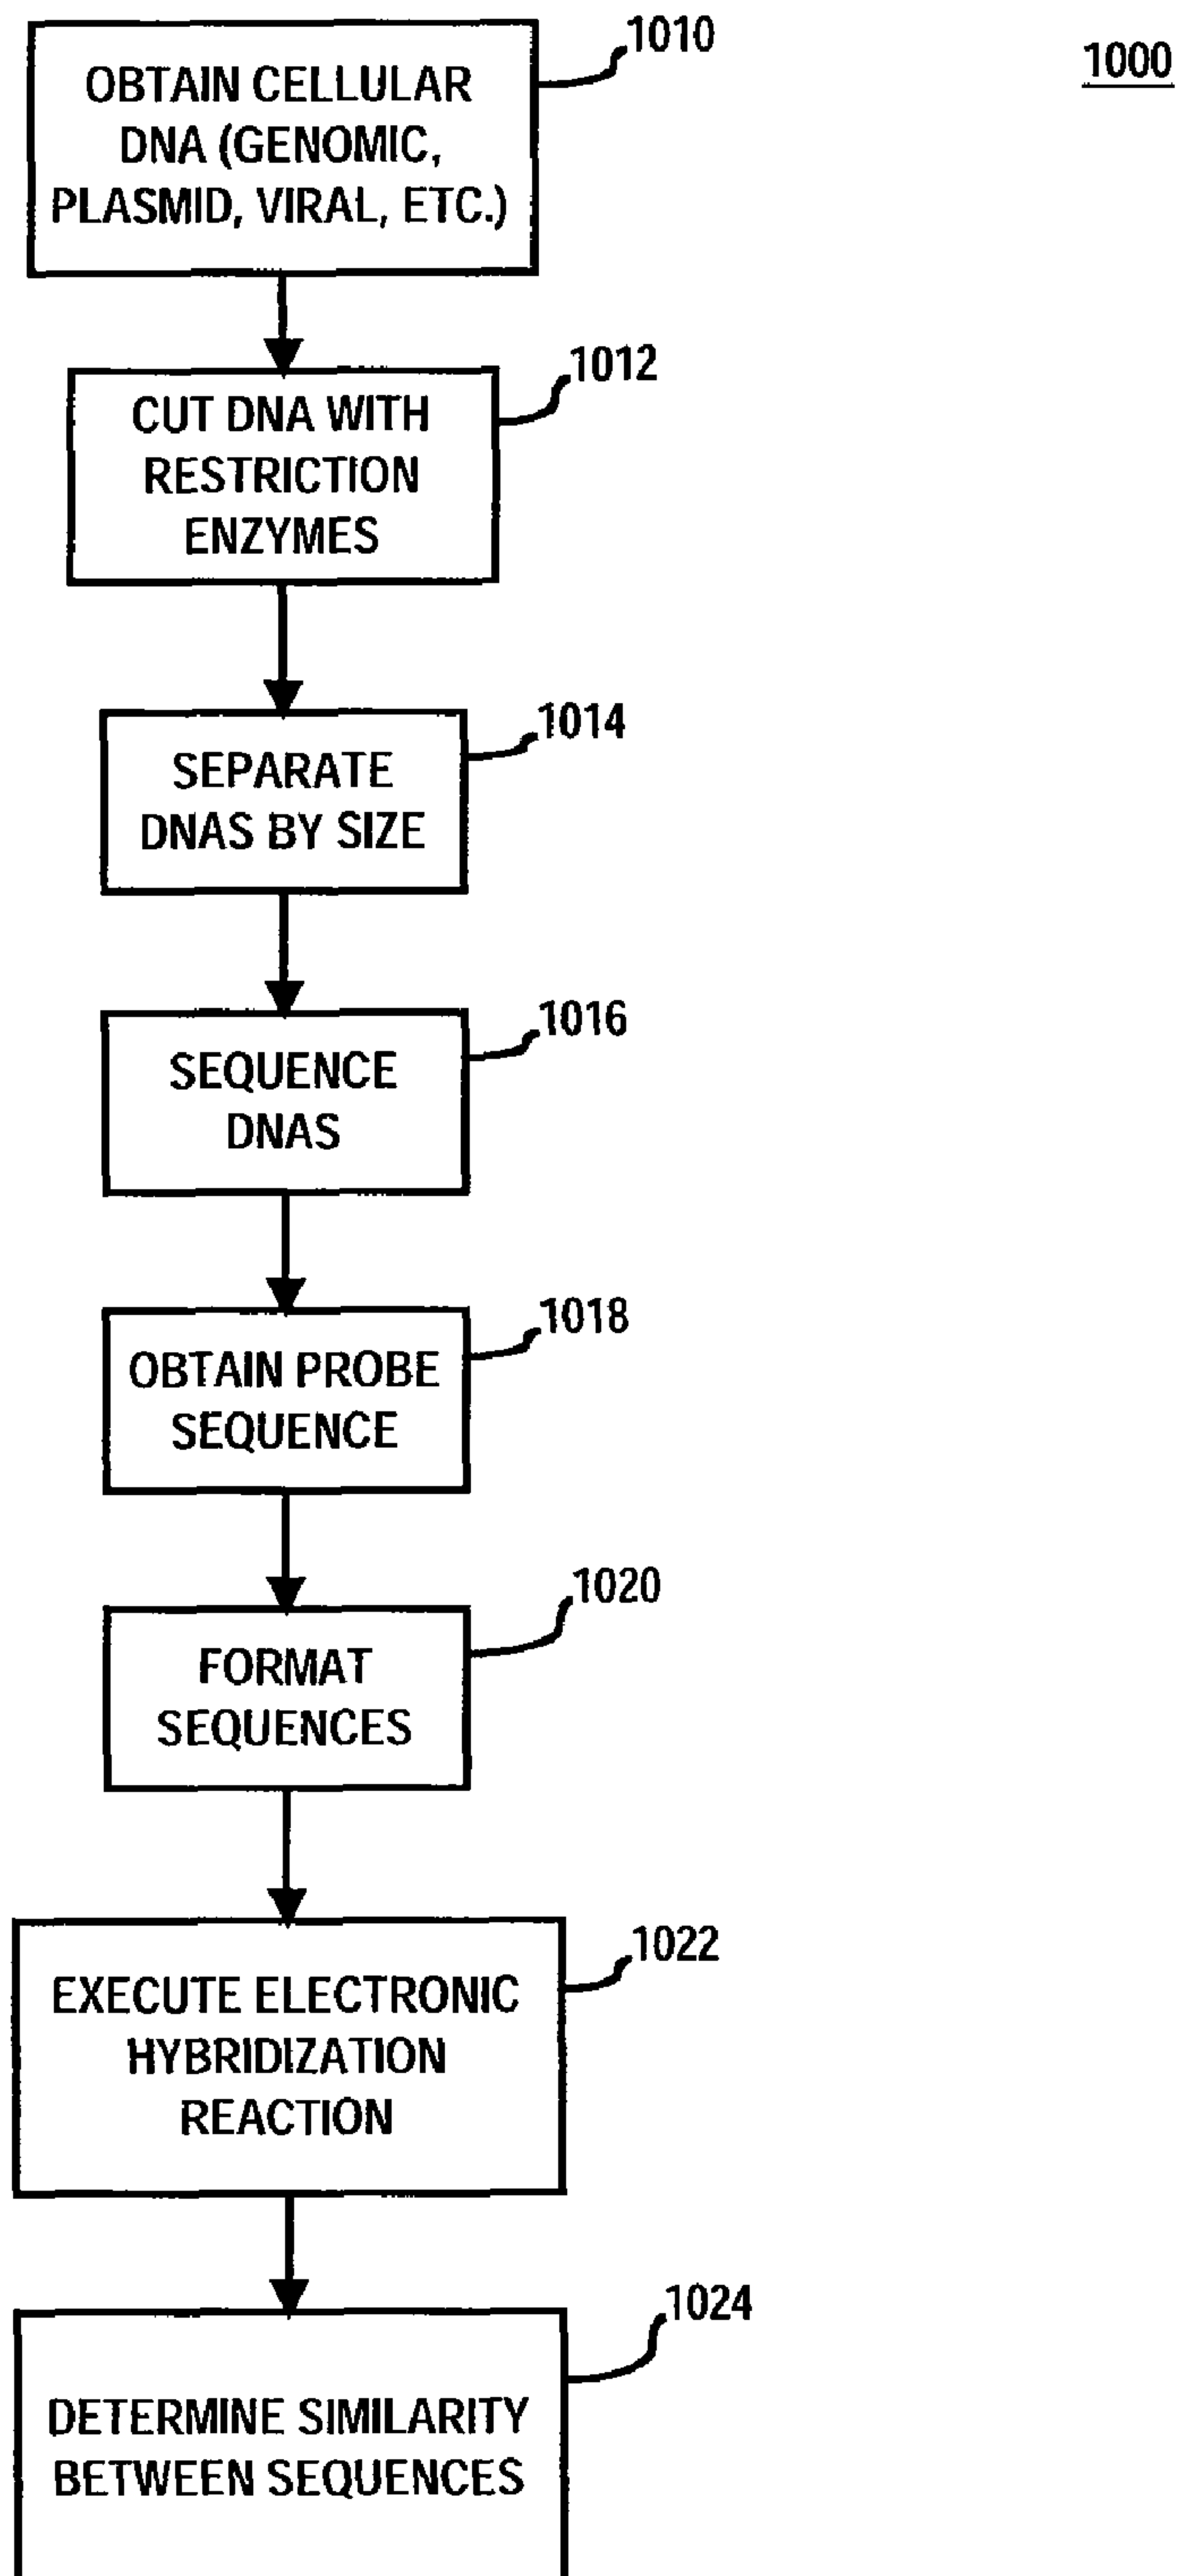 1010
1000
OBTAIN CELLULAR
DNA (GENOMIC,
PLASMID, VIRAL, ETC.)
1012
CUT DNA WITH
RESTRICTION
ENZYMES
1014
SEPARATE
DNAS BY SIZE
1016
SEQUENCE
DNAS
1018
OBTAIN PROBE
SEQUENCE
1020
FORMAT
SEQUENCES
1022
EXECUTE ELECTRONIC
HYBRIDIZATION
REACTION
1024
DETERMINE SIMILARITY
BETWEEN SEQUENCES